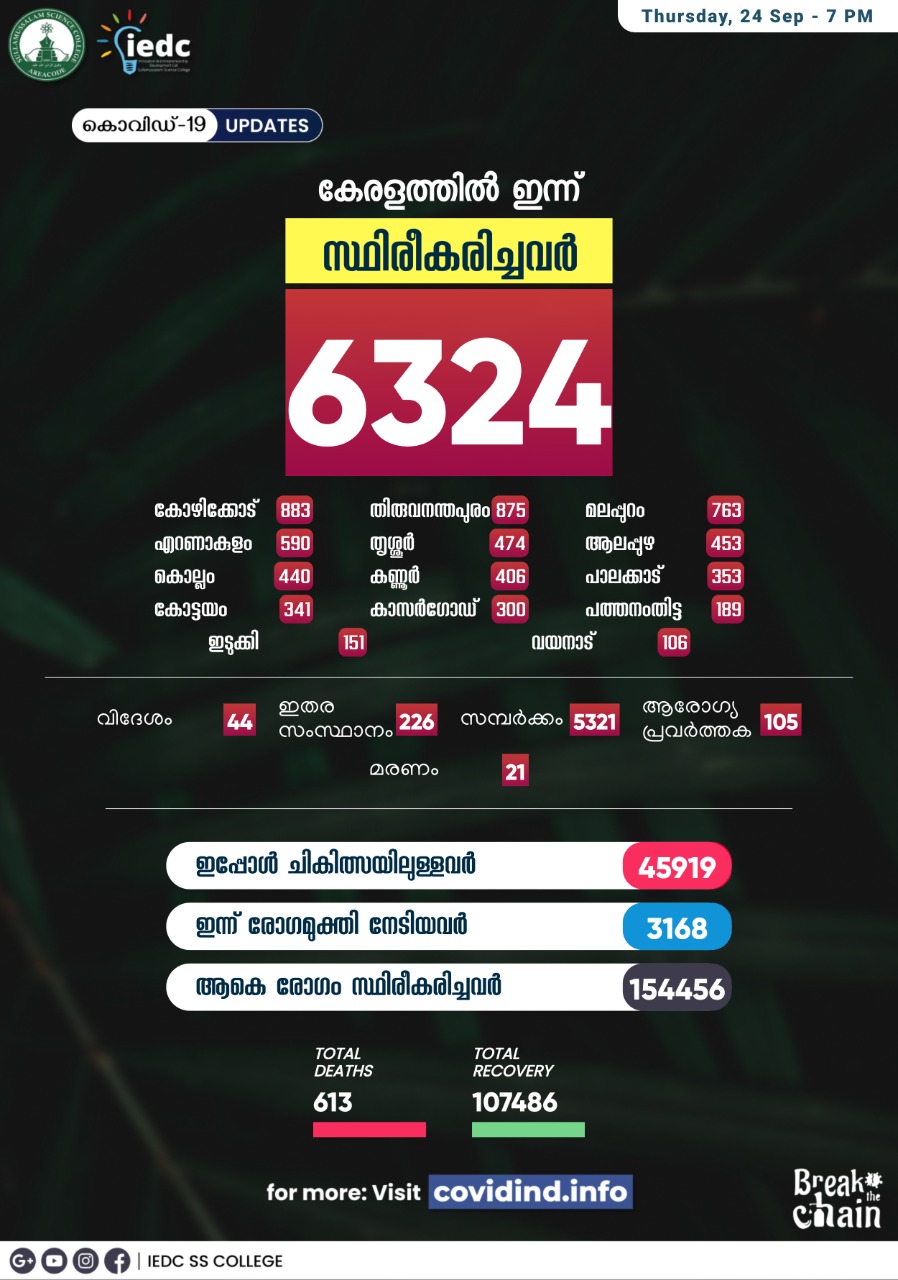 Thursday, 24 Sep - 7 PM
SULLAMUSSALAM SCIENCE COLLEGE
AREACODE
iedc
കൊവിഡ്-19 UPDATES
കേരളത്തിൽ ഇന്ന്
സ്ഥിരീകരിച്ചവർ
6324
കോഴിക്കോട് 883 തിരുവനന്തപുരം 875 മലപ്പുറം 763
എറണാകുളം 590 തൃശ്ശൂർ 474 ആലപ്പുഴ 453
കൊല്ലം 440 കണ്ണൂർ 406 പാലക്കാട് 353
കോട്ടയം 341 കാസർഗോഡ് 300 പത്തനംതിട്ട 189
ഇടുക്കി 151 വയനാട് 106
വിദേശം 44 ഇതര സംസ്ഥാനം 226 സമ്പർക്കം 5321 ആരോഗ്യ പ്രവർത്തക 105
മരണം 21
ഇപ്പോൾ ചികിത്സയിലുള്ളവർ 45919
ഇന്ന് രോഗമുക്തി നേടിയവർ 3168
ആകെ രോഗം സ്ഥിരീകരിച്ചവർ 154456
TOTAL DEATHS
613
TOTAL RECOVERY
107486
for more: Visit covidind.info
Break the chain
IEDC SS COLLEGE